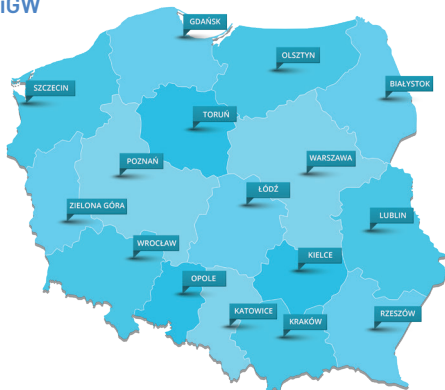 iGW
GDAŃSK
OLSZTYN
SZCZECIN
BIAŁYSTOK
TORUŃ
POZNAŃ
WARSZAWA
ŁÓDŹ
ZIELONA GÓRA
LUBLIN
WROCŁAW
KIELCE
OPOLE
KATOWICE
KRAKÓW
RZESZÓW